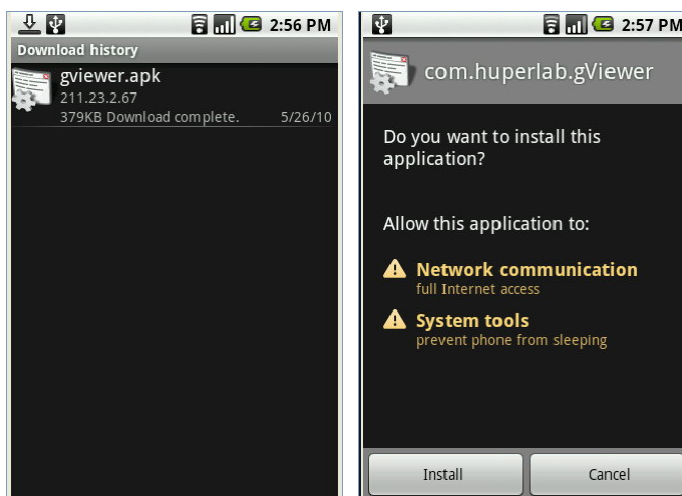 2:56 PM
Download history
gviewer.apk
211.23.2.67
379KB Download complete. 5/26/10
2:57 PM
com.huperlab.gViewer
Do you want to install this
application?
Allow this application to:
Network communication
full Internet access
System tools
prevent phone from sleeping
Install Cancel